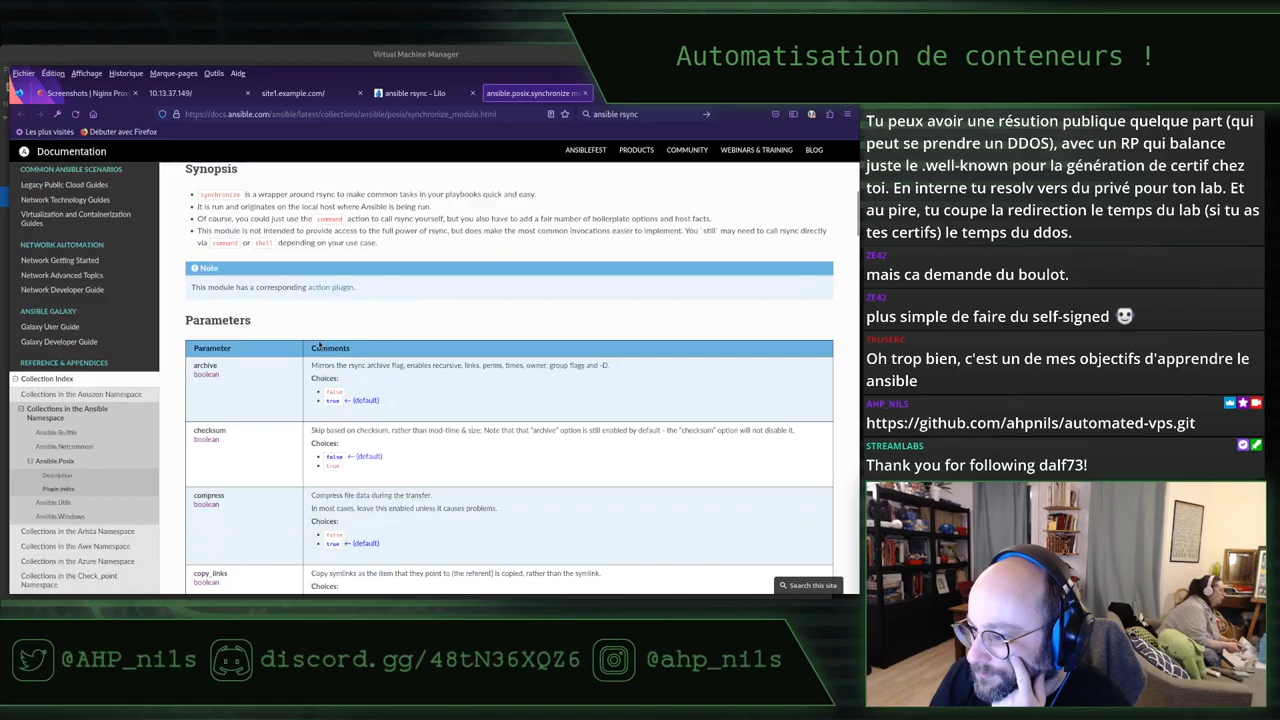 Automatisation de conteneurs !
Virtual Machine Manager
Fichier Édition Affichage Historique Marque-pages Outils Aide
Screenshots | Nginx Prox
10.13.37.149/
site1.example.com/
ansible rsync - Lilo
ansible.posix.synchronize m
https://docs.ansible.com/ansible/latest/collections/ansible/posix/synchronize_module.html
ansible rsync
Les plus visités
Débuter avec Firefox
Documentation
ANSIBLEFEST PRODUCTS COMMUNITY WEBINARS & TRAINING BLOG
COMMON ANSIBLE SCENARIOS
Legacy Public Cloud Guides
Network Technology Guides
Virtualization and Containerization
Guides
NETWORK AUTOMATION
Network Getting Started
Network Advanced Topics
Network Developer Guide
ANSIBLE GALAXY
Galaxy User Guide
Galaxy Developer Guide
REFERENCE & APPENDICES
Collection Index
Collections in the Amazon Namespace
Collections in the Ansible
Namespace
Ansible.Builtin
Ansible.Netcommon
Ansible.Posix
Description
Plugin Index
Ansible.Utils
Ansible.Windows
Collections in the Arista Namespace
Collections in the Awx Namespace
Collections in the Azure Namespace
Collections in the Check_point
Namespace
Synopsis
synchronize is a wrapper around rsync to make common tasks in your playbooks quick and easy.
It is run and originates on the local host where Ansible is being run.
Of course, you could just use the command action to call rsync yourself, but you also have to add a fair number of boilerplate options and host facts.
This module is not intended to provide access to the full power of rsync, but does make the most common invocations easier to implement. You `still` may need to call rsync directly
via command or shell depending on your use case.
Note
This module has a corresponding action plugin.
Parameters
Parameter Comments
archive
boolean
Mirrors the rsync archive flag, enables recursive, links, perms, times, owner, group flags and -D.
Choices:
false
true ← (default)
checksum
boolean
Skip based on checksum, rather than mod-time & size; Note that that "archive" option is still enabled by default - the "checksum" option will not disable it.
Choices:
false ← (default)
true
compress
boolean
Compress file data during the transfer.
In most cases, leave this enabled unless it causes problems.
Choices:
false
true ← (default)
copy_links
boolean
Copy symlinks as the item that they point to (the referent) is copied, rather than the symlink.
Choices:
Search this site
Tu peux avoir une résution publique quelque part (qui
peut se prendre un DDOS), avec un RP qui balance
juste le .well-known pour la génération de certif chez
toi. En interne tu resolv vers du privé pour ton lab. Et
au pire, tu coupe la redirection le temps du lab (si tu as
tes certifs) le temps du ddos.
ZE42
mais ca demande du boulot.
ZE42
plus simple de faire du self-signed
TRUSERC
Oh trop bien, c'est un de mes objectifs d'apprendre le
ansible
AHP_NILS
https://github.com/ahpnils/automated-vps.git
STREAMLABS
Thank you for following dalf73!
@AHP_nils
discord.gg/48tN36XQZ6
@ahp_nils